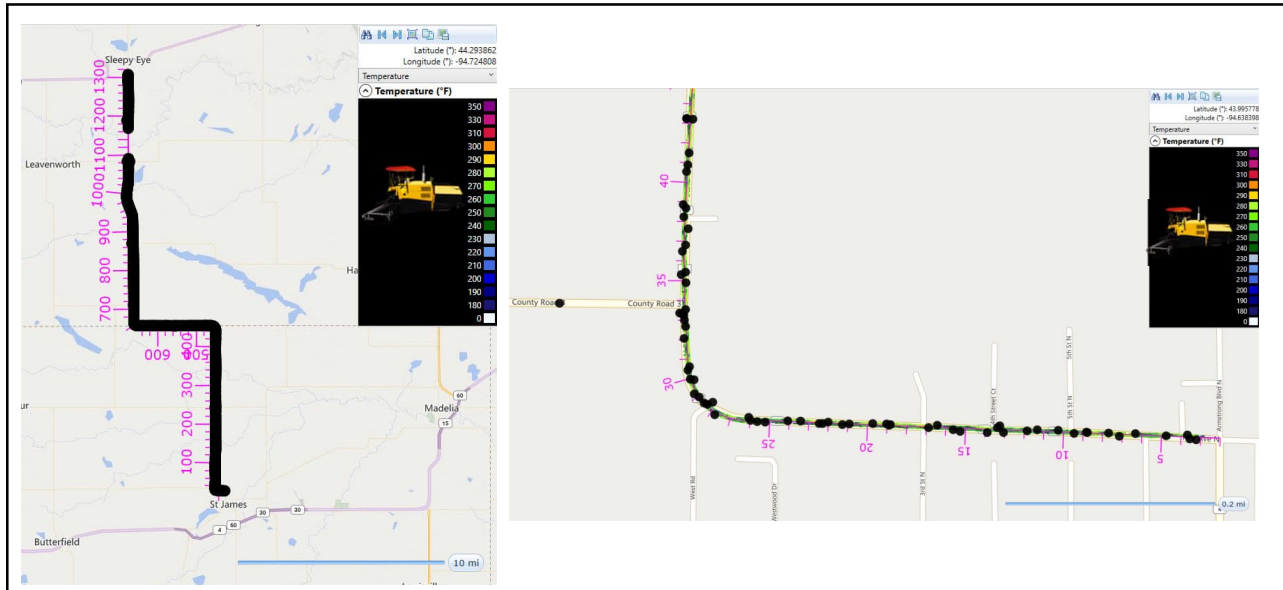 Latitude (°): 44.293862
Longitude (°): -94.724808
Temperature
Temperature (°F)
350
330
310
300
290
280
270
260
250
240
230
220
210
200
190
180
0
Sleepy Eye
1300
1200
Leavenworth
1100
1000
900
Ha
800
700
600
400
300
ur
Madelia
60
15
200
100
St James
30
30
60
4
Butterfield
10 mi
Latitude (°): 43.995778
Longitude (°): -94.638398
Temperature
Temperature (°F)
350
330
310
300
290
280
270
260
250
240
230
220
210
200
190
180
0
40
35
County Roa
County Road 3
30
25
20
15
10
5
West Rd
Westwood Dr
3rd St N
5th St N
5th St N
Armstrong Blvd N
ve N
0.2 mi